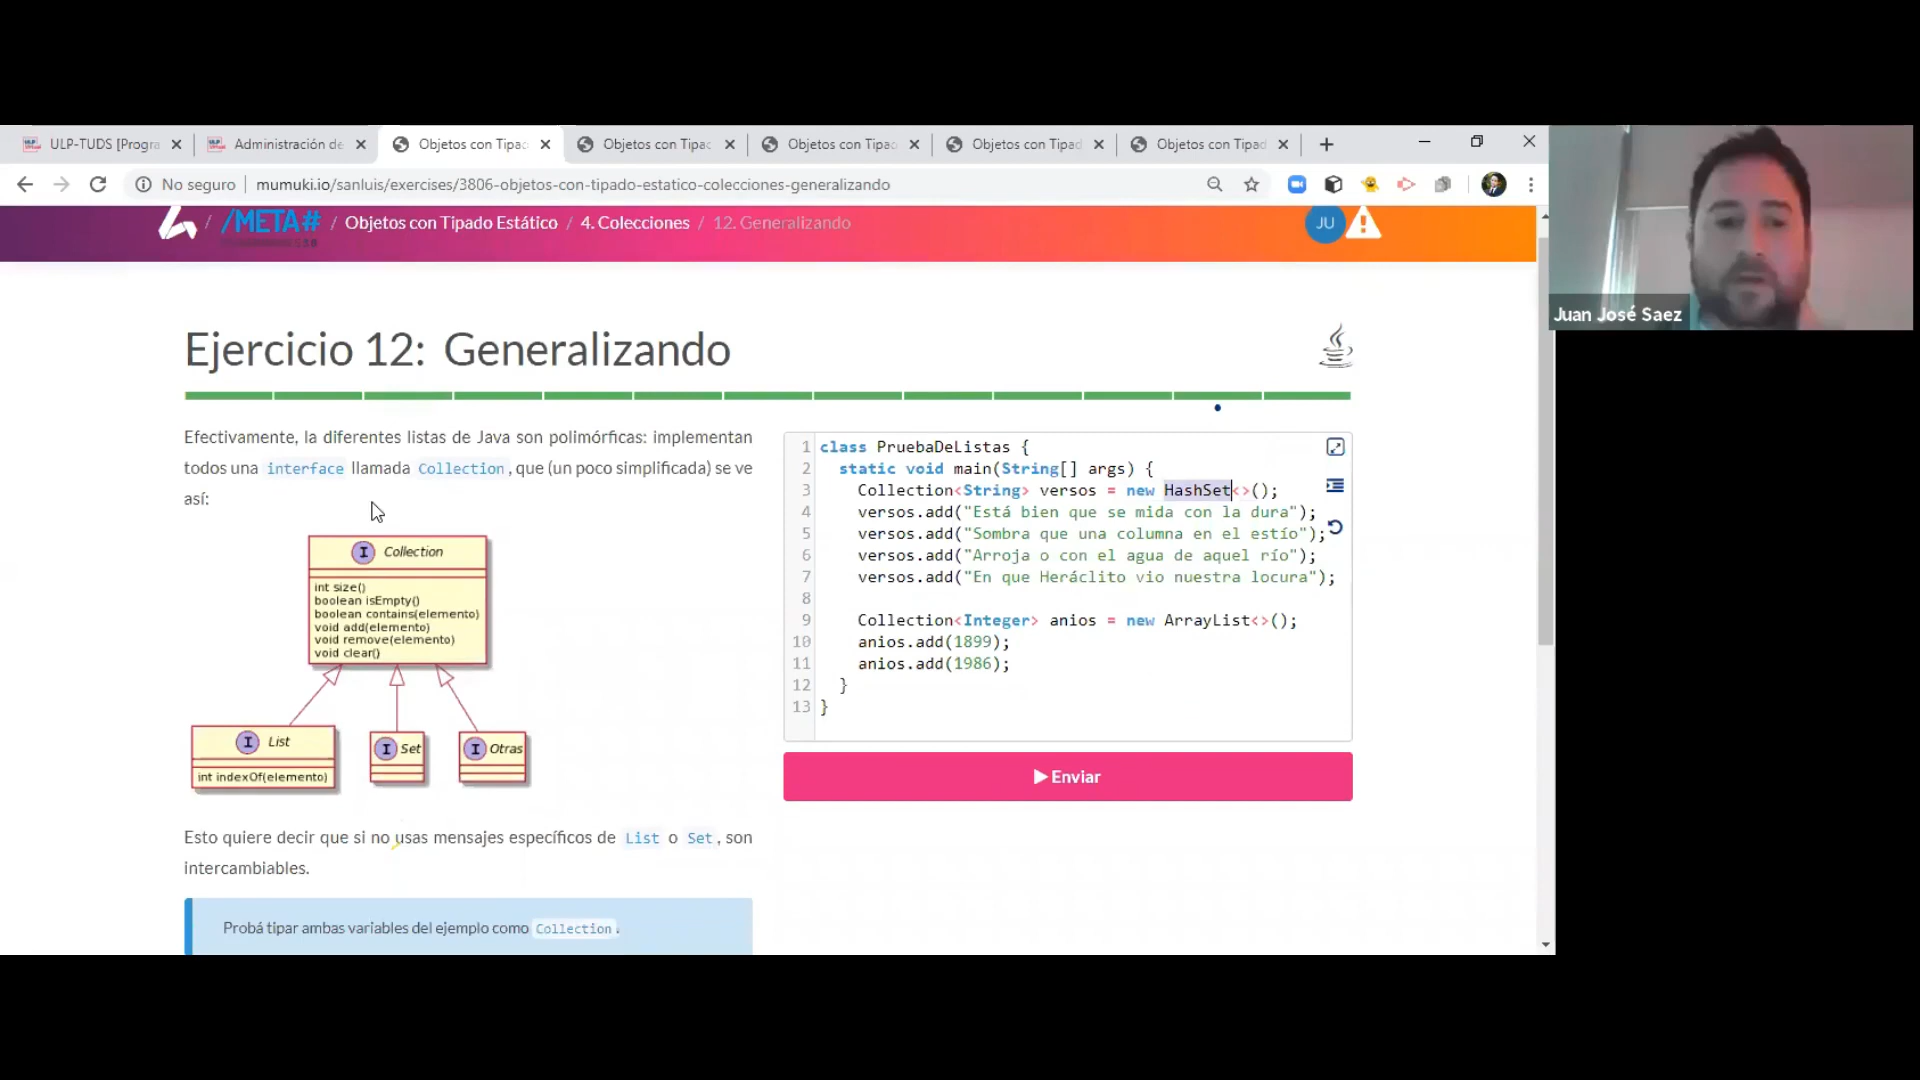 ULP-TUDS [Progra
Administración de
Objetos con Tipac
Objetos con Tipac
Objetos con Tipac
Objetos con Tipad
Objetos con Tipad
No seguro
mumuki.io/sanluis/exercises/3806-objetos-con-tipado-estatico-colecciones-generalizando
/ /META# / Objetos con Tipado Estático / 4. Colecciones / 12. Generalizando
JU
Juan José Saez
Ejercicio 12: Generalizando
Efectivamente, la diferentes listas de Java son polimórficas: implementan
todos una interface llamada Collection, que (un poco simplificada) se ve
así:
I Collection
int size()
boolean isEmpty()
boolean contains(elemento)
void add(elemento)
void remove(elemento)
void clear()
I List
int indexOf(elemento)
I Set
I Otras
Esto quiere decir que si no usas mensajes específicos de List o Set, son
intercambiables.
Probá tipar ambas variables del ejemplo como Collection.
1 class PruebaDeListas {
2 static void main(String[] args) {
3 Collection<String> versos = new HashSet<>();
4 versos.add("Está bien que se mida con la dura");
5 versos.add("Sombra que una columna en el estío");
6 versos.add("Arroja o con el agua de aquel río");
7 versos.add("En que Heráclito vio nuestra locura");
8
9 Collection<Integer> anios = new ArrayList<>();
10 anios.add(1899);
11 anios.add(1986);
12 }
13 }
Enviar